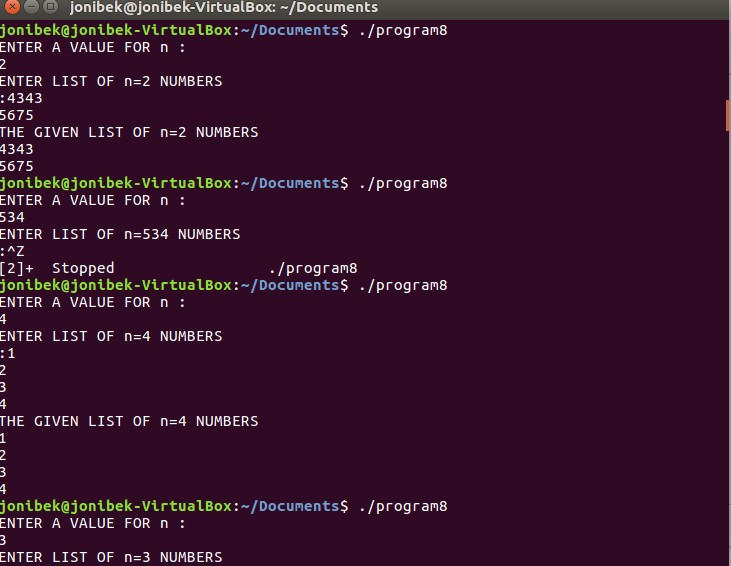 jonibek@jonibek-VirtualBox: ~/Documents
jonibek@jonibek-VirtualBox:~/Documents$ ./program8
ENTER A VALUE FOR n :
2
ENTER LIST OF n=2 NUMBERS
:4343
5675
THE GIVEN LIST OF n=2 NUMBERS
4343
5675
jonibek@jonibek-VirtualBox:~/Documents$ ./program8
ENTER A VALUE FOR n :
534
ENTER LIST OF n=534 NUMBERS
:^Z
[2]+  Stopped                 ./program8
jonibek@jonibek-VirtualBox:~/Documents$ ./program8
ENTER A VALUE FOR n :
4
ENTER LIST OF n=4 NUMBERS
:1
2
3
4
THE GIVEN LIST OF n=4 NUMBERS
1
2
3
4
jonibek@jonibek-VirtualBox:~/Documents$ ./program8
ENTER A VALUE FOR n :
3
ENTER LIST OF n=3 NUMBERS